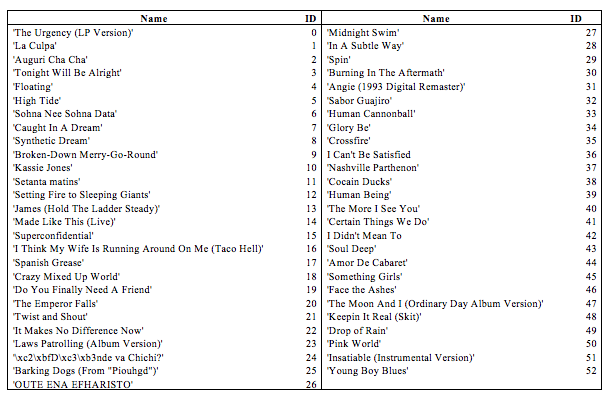 Name ID Name ID
'The Urgency (LP Version)' 0 'Midnight Swim' 27
'La Culpa' 1 'In A Subtle Way' 28
'Auguri Cha Cha' 2 'Spin' 29
'Tonight Will Be Alright' 3 'Burning In The Aftermath' 30
'Floating' 4 'Angie (1993 Digital Remaster)' 31
'High Tide' 5 'Sabor Guajiro' 32
'Sohna Nee Sohna Data' 6 'Human Cannonball' 33
'Caught In A Dream' 7 'Glory Be' 34
'Synthetic Dream' 8 'Crossfire' 35
'Broken-Down Merry-Go-Round' 9 I Can't Be Satisfied 36
'Kassie Jones' 10 'Nashville Parthenon' 37
'Setanta matins' 11 'Cocain Ducks' 38
'Setting Fire to Sleeping Giants' 12 'Human Being' 39
'James (Hold The Ladder Steady)' 13 'The More I See You' 40
'Made Like This (Live)' 14 'Certain Things We Do' 41
'Superconfidential' 15 I Didn't Mean To 42
'I Think My Wife Is Running Around On Me (Taco Hell)' 16 'Soul Deep' 43
'Spanish Grease' 17 'Amor De Cabaret' 44
'Crazy Mixed Up World' 18 'Something Girls' 45
'Do You Finally Need A Friend' 19 'Face the Ashes' 46
'The Emperor Falls' 20 'The Moon And I (Ordinary Day Album Version)' 47
'Twist and Shout' 21 'Keepin It Real (Skit)' 48
'It Makes No Difference Now' 22 'Drop of Rain' 49
'Laws Patrolling (Album Version)' 23 'Pink World' 50
'\xc2\xbfD\xc3\xb3nde va Chichi?' 24 'Insatiable (Instrumental Version)' 51
'Barking Dogs (From "Piouhgd")' 25 'Young Boy Blues' 52
'OUTE ENA EFHARISTO' 26